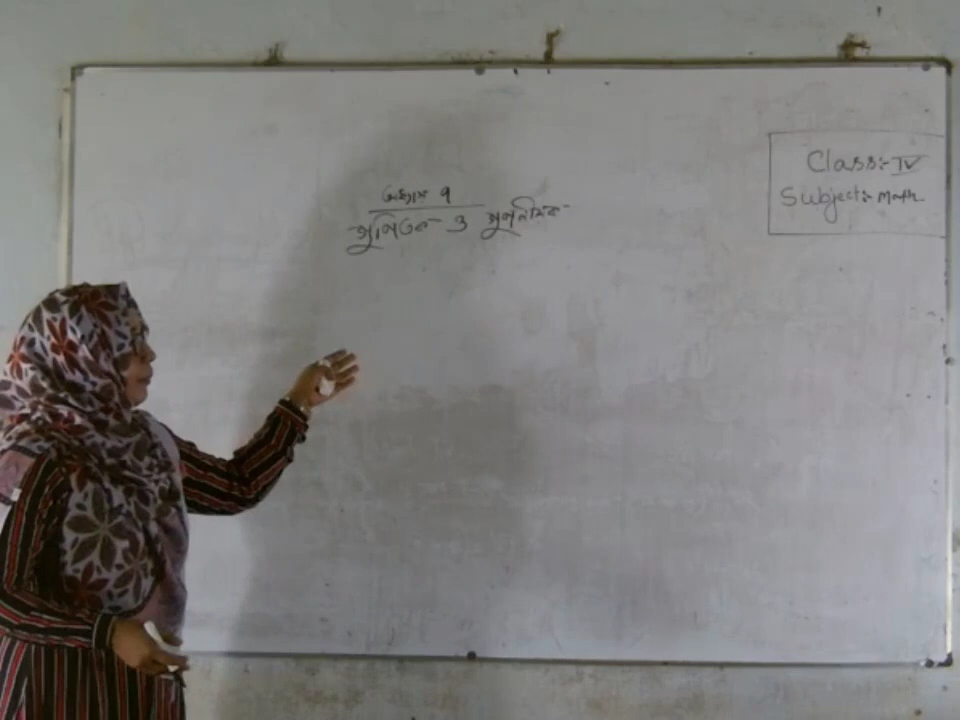 অধ্যায় ৭
গুণিতক ও গুণনীয়ক
Class:- IV
Subject:- Math